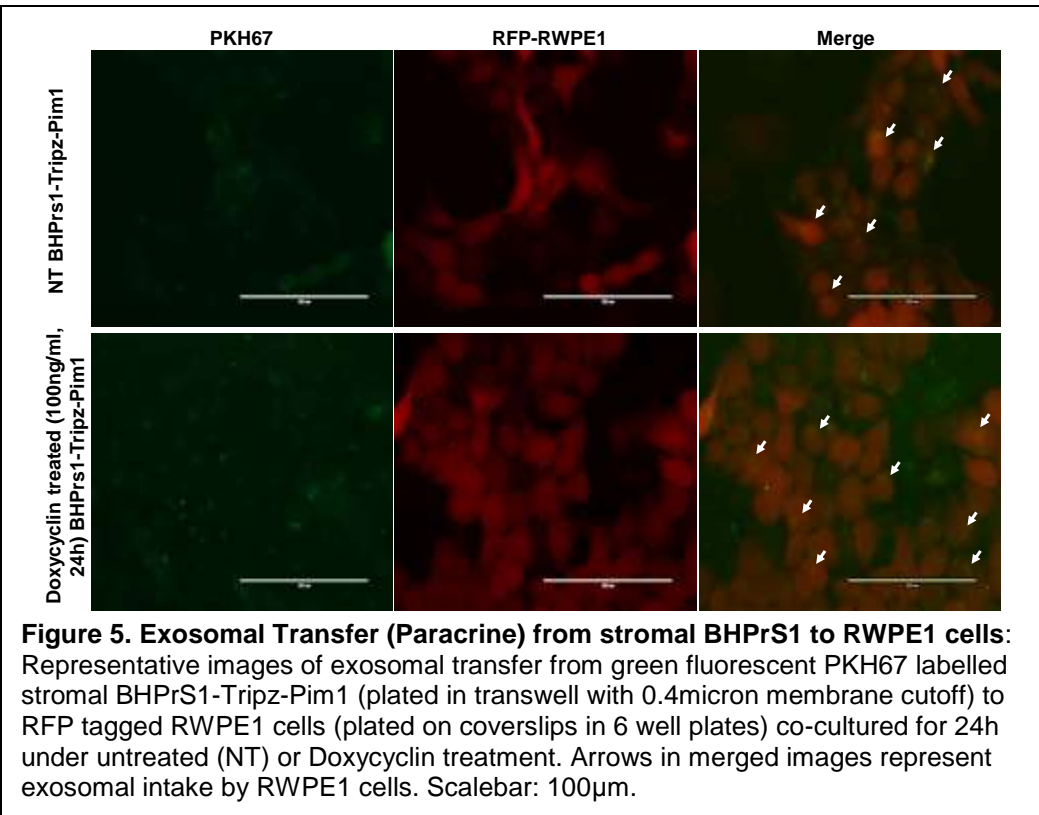 PKH67 RFP-RWPE1 Merge
NT BHPrs1-Tripz-Pim1
Doxycyclin treated (100ng/ml,
24h) BHPrs1-Tripz-Pim1
Figure 5. Exosomal Transfer (Paracrine) from stromal BHPrS1 to RWPE1 cells:
Representative images of exosomal transfer from green fluorescent PKH67 labelled
stromal BHPrS1-Tripz-Pim1 (plated in transwell with 0.4micron membrane cutoff) to
RFP tagged RWPE1 cells (plated on coverslips in 6 well plates) co-cultured for 24h
under untreated (NT) or Doxycyclin treatment. Arrows in merged images represent
exosomal intake by RWPE1 cells. Scalebar: 100µm.